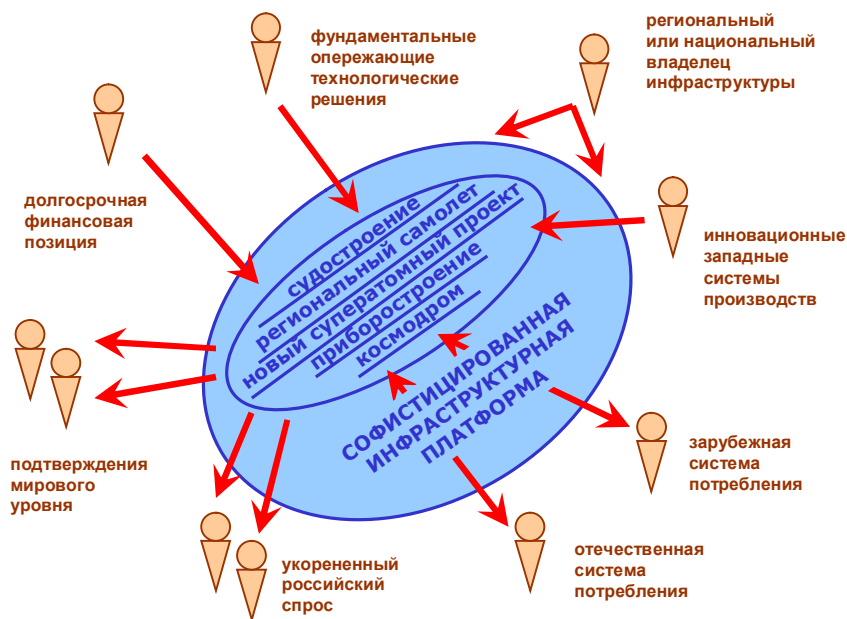 фундаментальные
опережающие
технологические
решения
региональный
или национальный
владелец
инфраструктуры
долгосрочная
финансовая
позиция
инновационные
западные
системы
производств
судостроение
региональный самолет
новый суператомный проект
приборостроение
космодром
СОФИСТИЦИРОВАННАЯ
ИНФРАСТРУКТУРНАЯ
ПЛАТФОРМА
подтверждения
мирового
уровня
укорененный
российский
спрос
отечественная
система
потребления
зарубежная
система
потребления